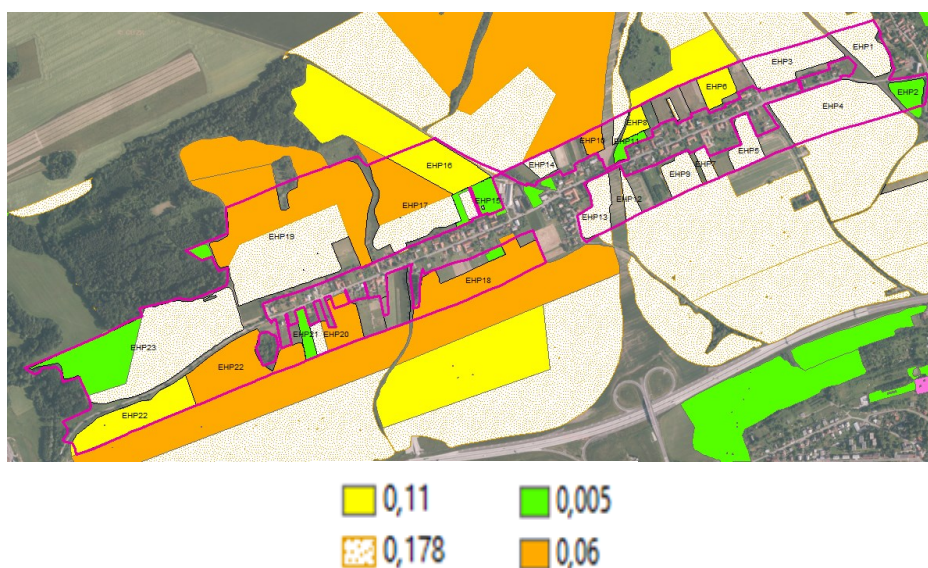 EHP1
EHP3
EHP2
EHP6
EHP4
EHP8
EHP10
EHP11
EHP5
EHP14
EHP7
EHP16
EHP9
EHP12
EHP15
EHP17
EHP13
EHP19
EHP18
EHP21 EHP20
EHP23
EHP22
EHP22
0,11 0,005
0,178 0,06